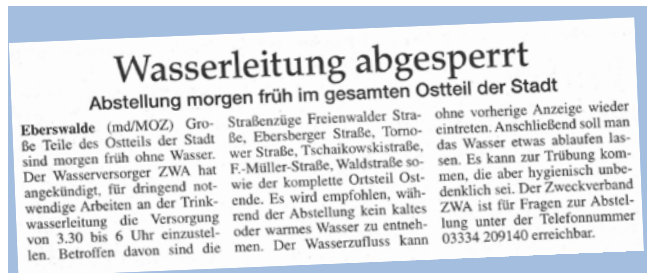 Wasserleitung abgesperrt
Abstellung morgen früh im gesamten Ostteil der Stadt
Eberswalde (md/MOZ) Gro-
ße Teile des Ostteils der Stadt
sind morgen früh ohne Wasser.
Der Wasserversorger ZWA hat
angekündigt, für dringend not-
wendige Arbeiten an der Trink-
wasserleitung die Versorgung
von 3.30 bis 6 Uhr einzustel-
len. Betroffen davon sind die
Straßenzüge Freienwalder Stra-
ße, Ebersberger Straße, Torno-
wer Straße, Tschaikowskistraße,
F.-Müller-Straße, Waldstraße so-
wie der komplette Ortsteil Ost-
ende. Es wird empfohlen, wäh-
rend der Abstellung kein kaltes
oder warmes Wasser zu entneh-
men. Der Wasserzufluss kann
ohne vorherige Anzeige wieder
eintreten. Anschließend soll man
das Wasser etwas ablaufen las-
sen. Es kann zur Trübung kom-
men, die aber hygienisch unbe-
denklich sei. Der Zweckverband
ZWA ist für Fragen zur Abstel-
lung unter der Telefonnummer
03334 209140 erreichbar.